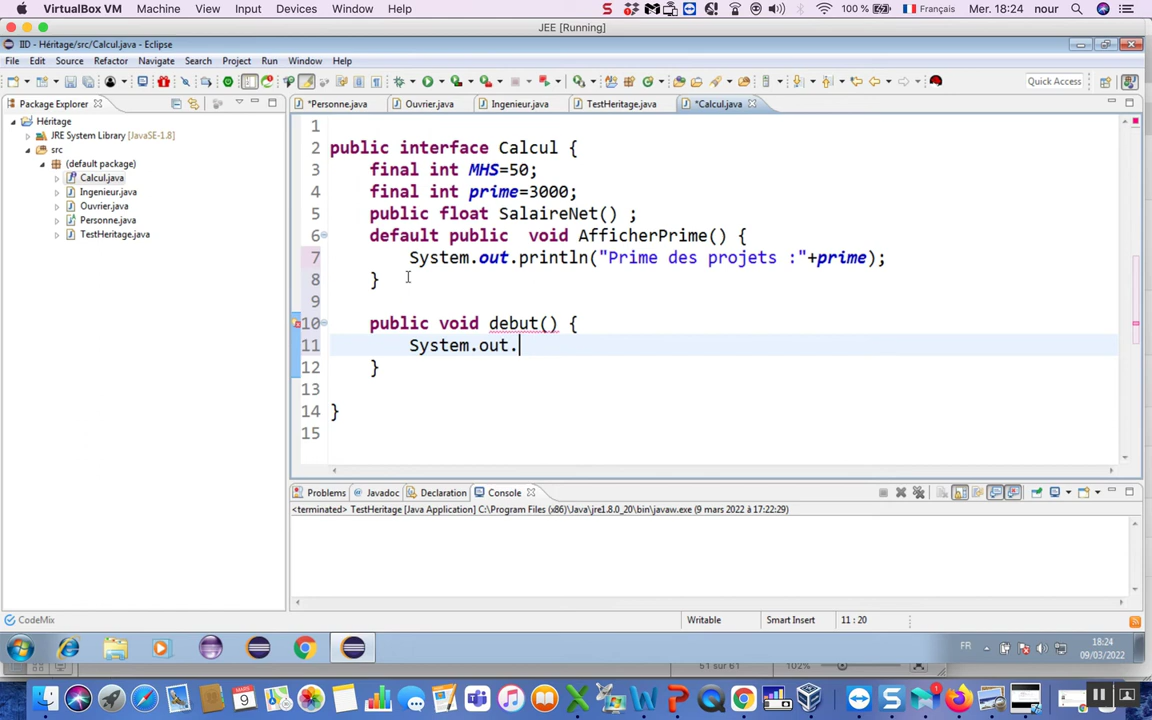 VirtualBox VM Machine View Input Devices Window Help 100 % Français Mer. 18:24 nour
JEE [Running]
IID - Héritage/src/Calcul.java - Eclipse
File Edit Source Refactor Navigate Search Project Run Window Help
Quick Access
Package Explorer
*Personne.java Ouvrier.java Ingenieur.java TestHeritage.java *Calcul.java
Héritage
JRE System Library [JavaSE-1.8]
src
(default package)
Calcul.java
Ingenieur.java
Ouvrier.java
Personne.java
TestHeritage.java
1
2 public interface Calcul {
3 final int MHS=50;
4 final int prime=3000;
5 public float SalaireNet() ;
6 default public void AfficherPrime() {
7 System.out.println("Prime des projets :"+prime);
8 }
9
10 public void debut() {
11 System.out.
12 }
13
14 }
15
Problems Javadoc Declaration Console
<terminated> TestHeritage [Java Application] C:\Program Files (x86)\Java\jre1.8.0_20\bin\javaw.exe (9 mars 2022 à 17:22:29)
CodeMix Writable Smart Insert 11 : 20
FR 18:24
09/03/2022
51 sur 61 102%